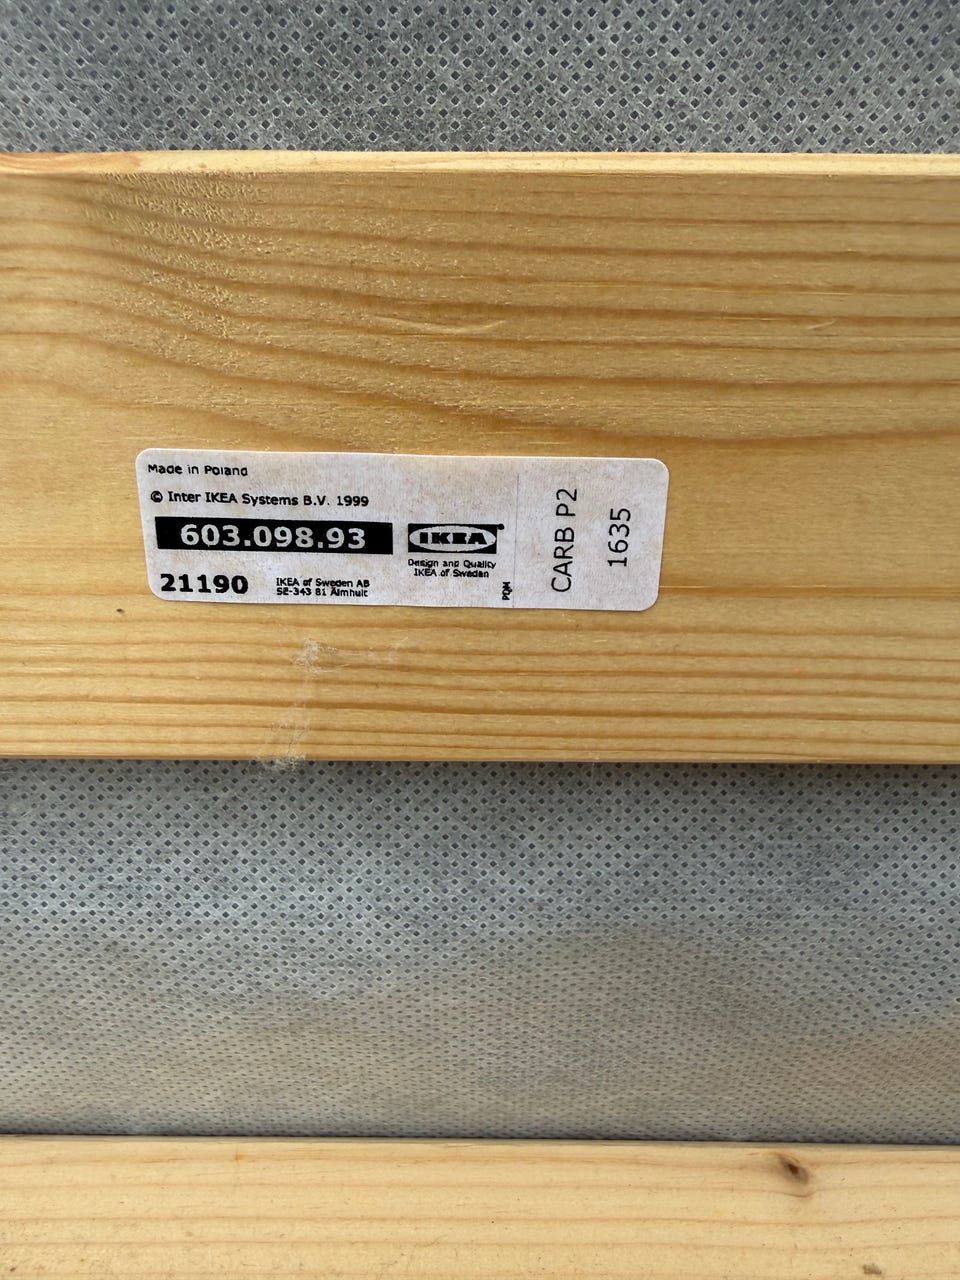 Made in Poland
© Inter IKEA Systems B.V. 1999
603.098.93
21190
IKEA of Sweden AB
SE-343 81 Älmhult
IKEA®
Design and Quality
IKEA of Sweden
PQM
CARB P2
1635